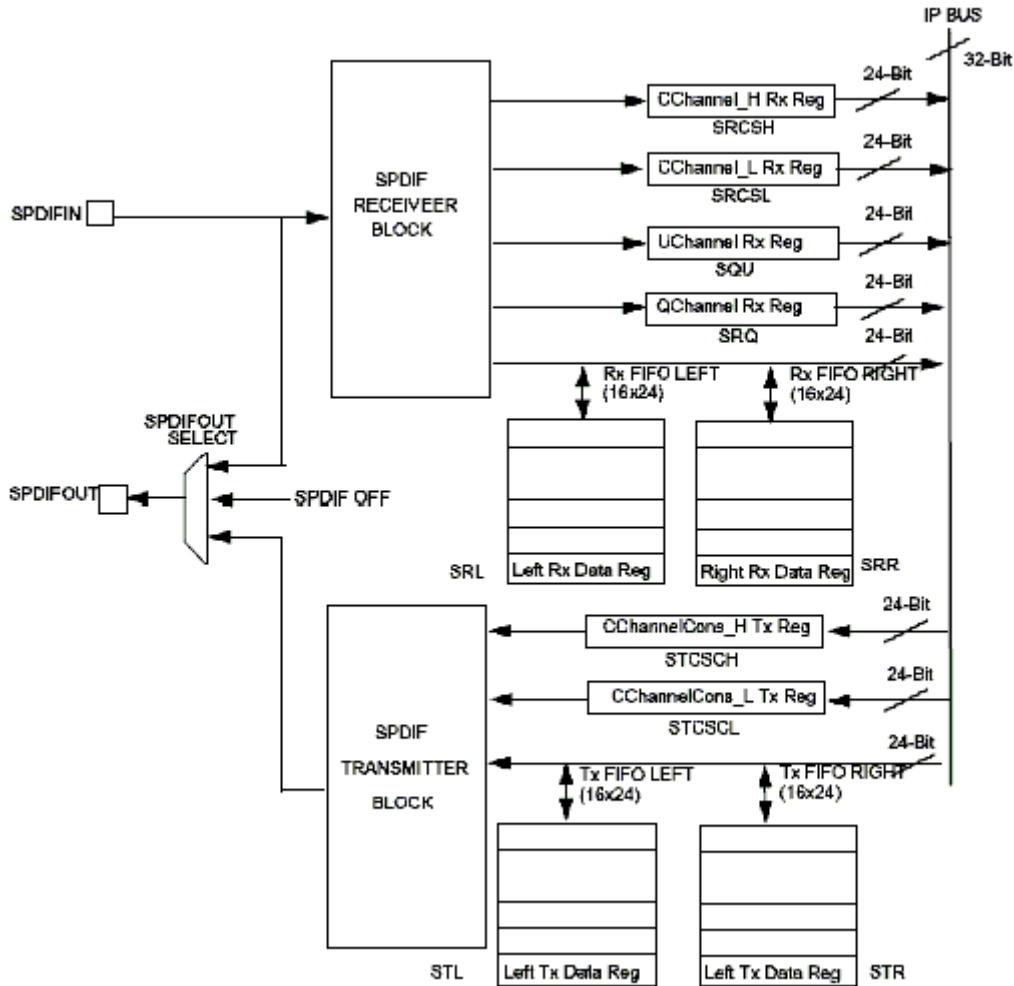 IP BUS
32-Bit
24-Bit
CChannel_H Rx Reg
SRCSH
24-Bit
CChannel_L Rx Reg
SRCSL
SPDIF
RECEIVEER
BLOCK
SPDIFIN
24-Bit
UChannel Rx Reg
SQU
24-Bit
QChannel Rx Reg
SRQ
24-Bit
Rx FIFO LEFT
(16x24)
Rx FIFO RIGHT
(16x24)
SPDIFOUT
SELECT
SPDIFOUT
SPDIF OFF
SRL
Left Rx Data Reg
Right Rx Data Reg
SRR
24-Bit
CChannelCons_H Tx Reg
STCSCH
24-Bit
CChannelCons_L Tx Reg
STCSCL
SPDIF
TRANSMITTER
BLOCK
24-Bit
Tx FIFO LEFT
(16x24)
Tx FIFO RIGHT
(16x24)
STL
Left Tx Data Reg
Left Tx Data Reg
STR